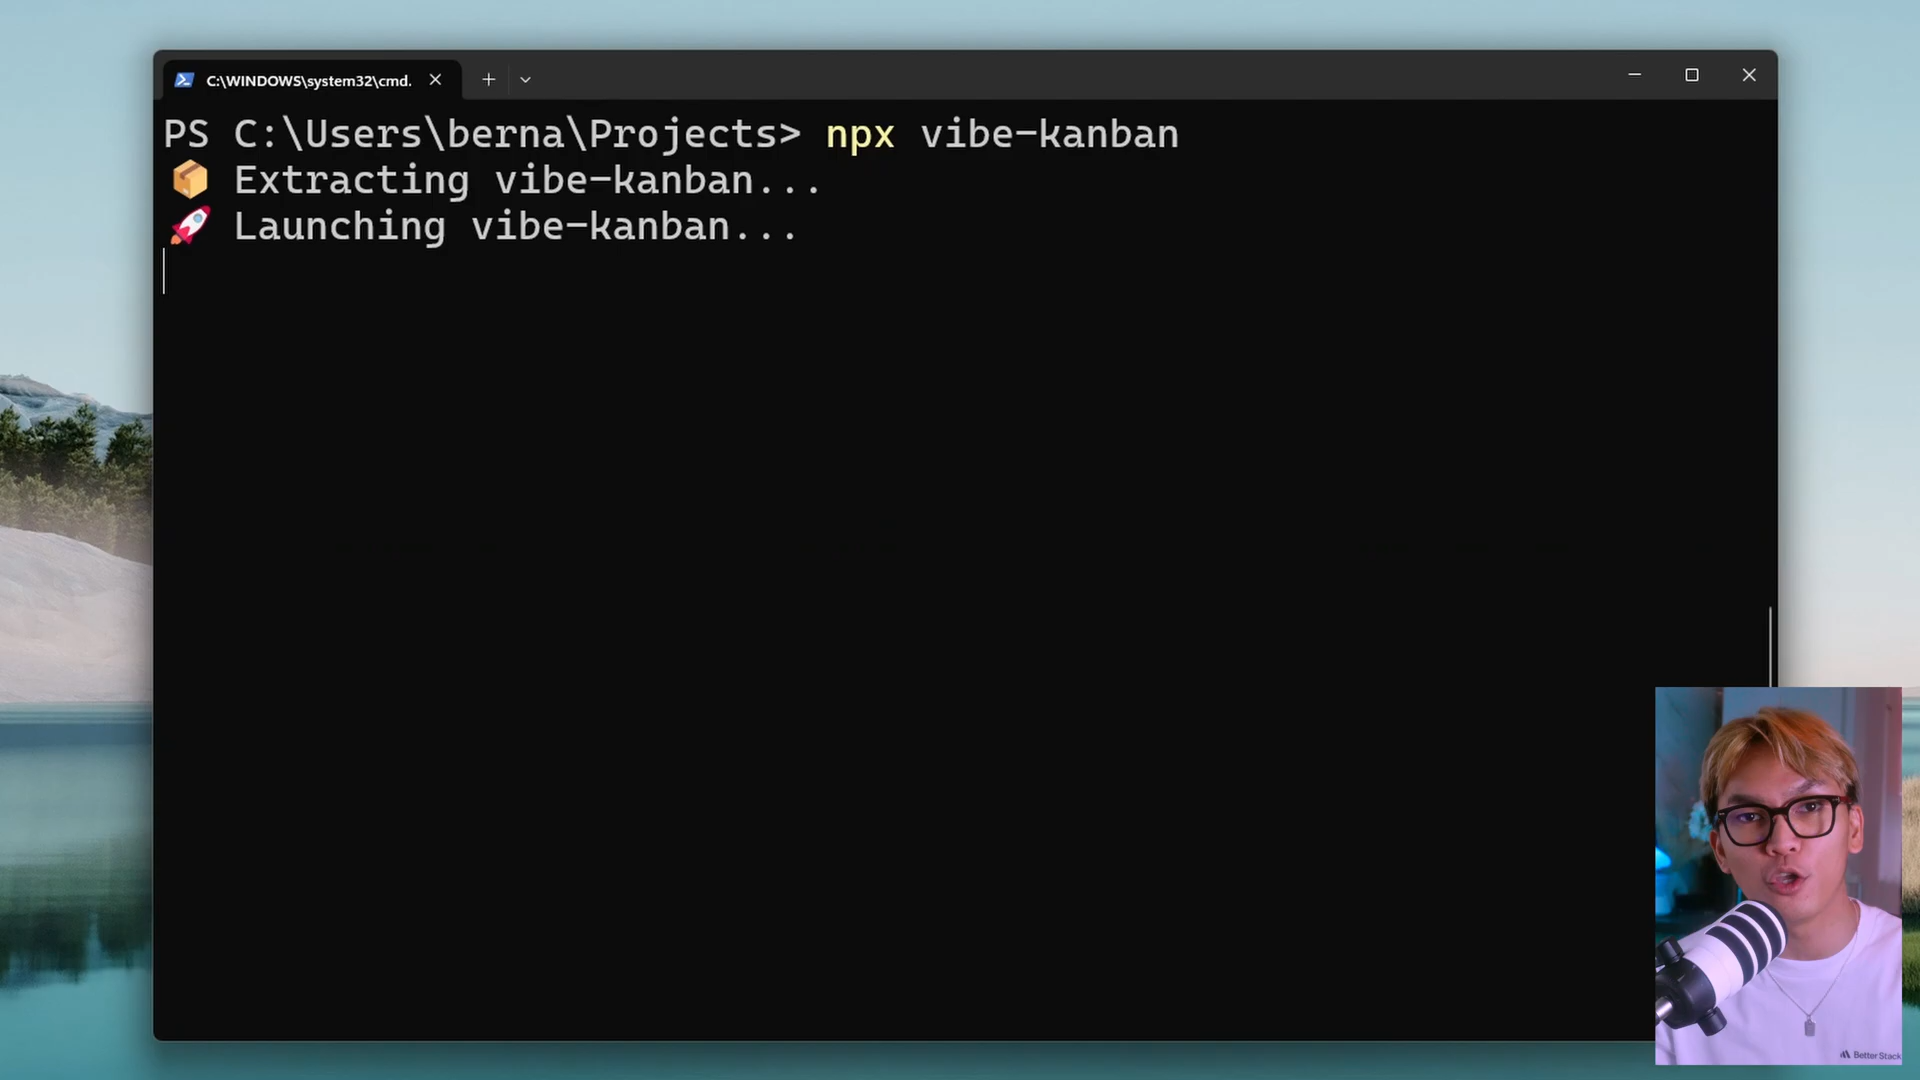 C:\WINDOWS\system32\cmd.
PS C:\Users\berna\Projects> npx vibe-kanban
📦 Extracting vibe-kanban...
🚀 Launching vibe-kanban...
Better Stack